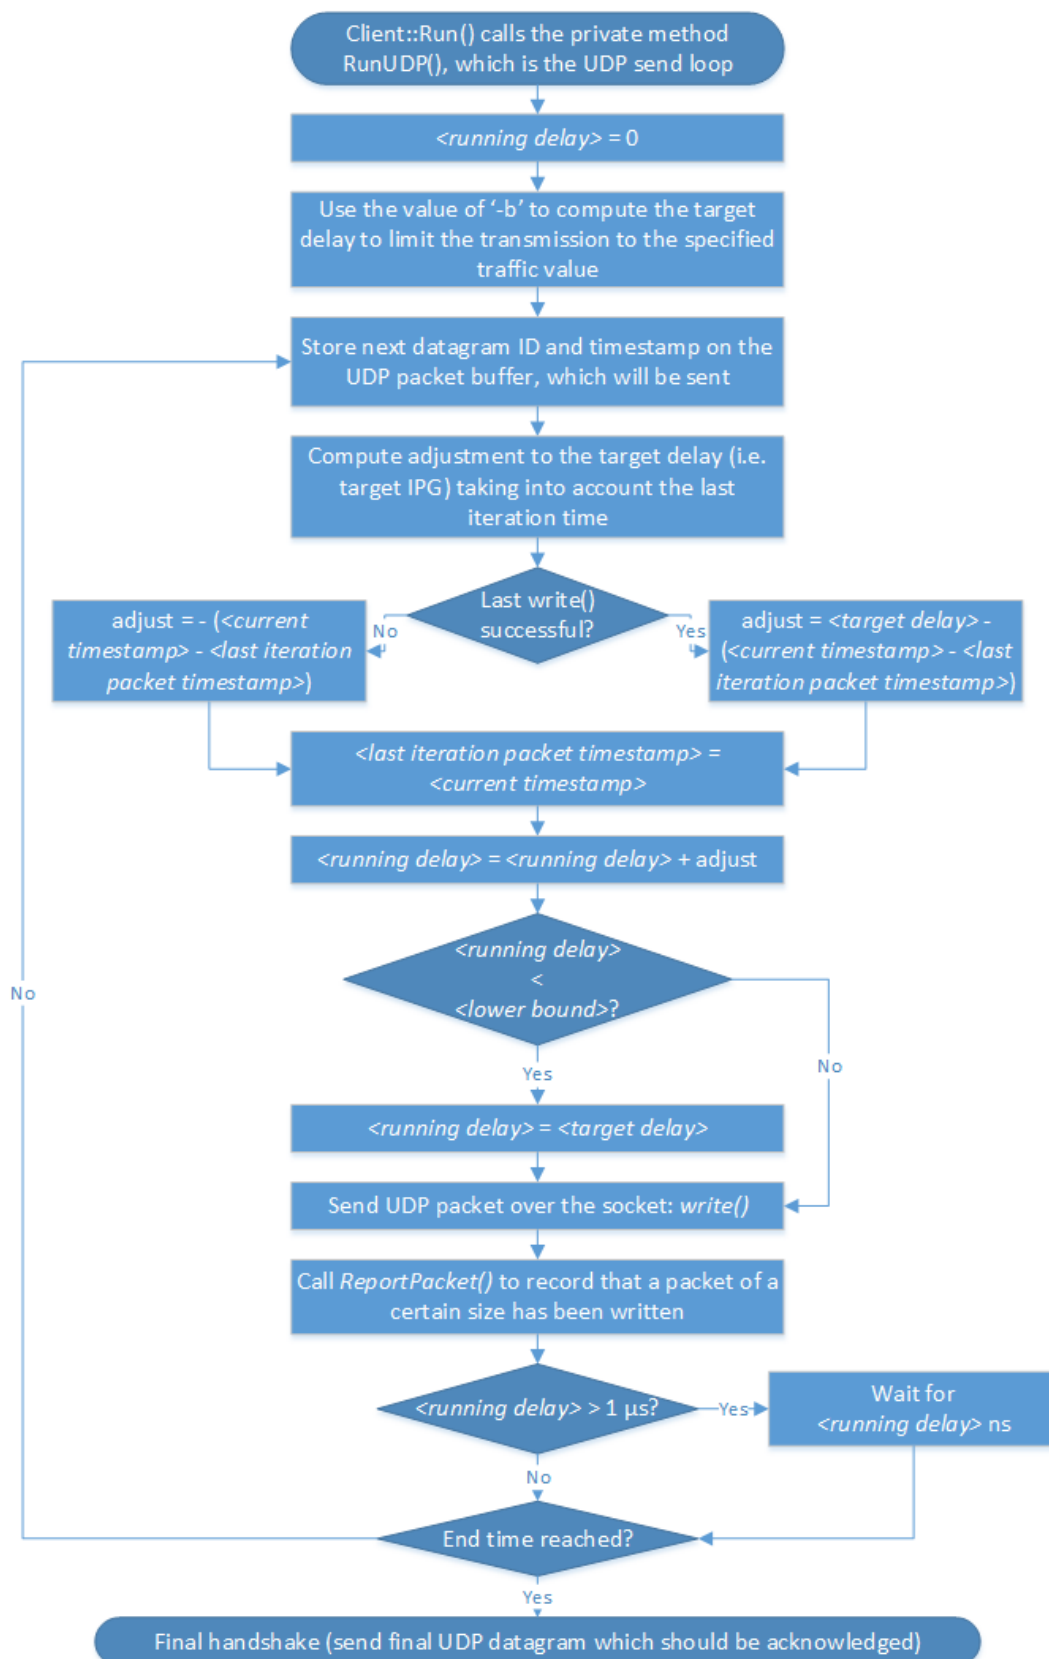 Client::Run() calls the private method
RunUDP(), which is the UDP send loop
<running delay> = 0
Use the value of ‘-b’ to compute the target
delay to limit the transmission to the specified
traffic value
Store next datagram ID and timestamp on the
UDP packet buffer, which will be sent
Compute adjustment to the target delay (i.e.
target IPG) taking into account the last
iteration time
Last write()
successful?
No
Yes
adjust = - (<current
timestamp> - <last iteration
packet timestamp>)
adjust = <target delay> -
(<current timestamp> - <last
iteration packet timestamp>)
<last iteration packet timestamp> =
<current timestamp>
<running delay> = <running delay> + adjust
<running delay>
<
<lower bound>?
No
Yes
No
<running delay> = <target delay>
Send UDP packet over the socket: write()
Call ReportPacket() to record that a packet of a
certain size has been written
<running delay> > 1 µs?
Yes
Wait for
<running delay> ns
No
End time reached?
Yes
Final handshake (send final UDP datagram which should be acknowledged)